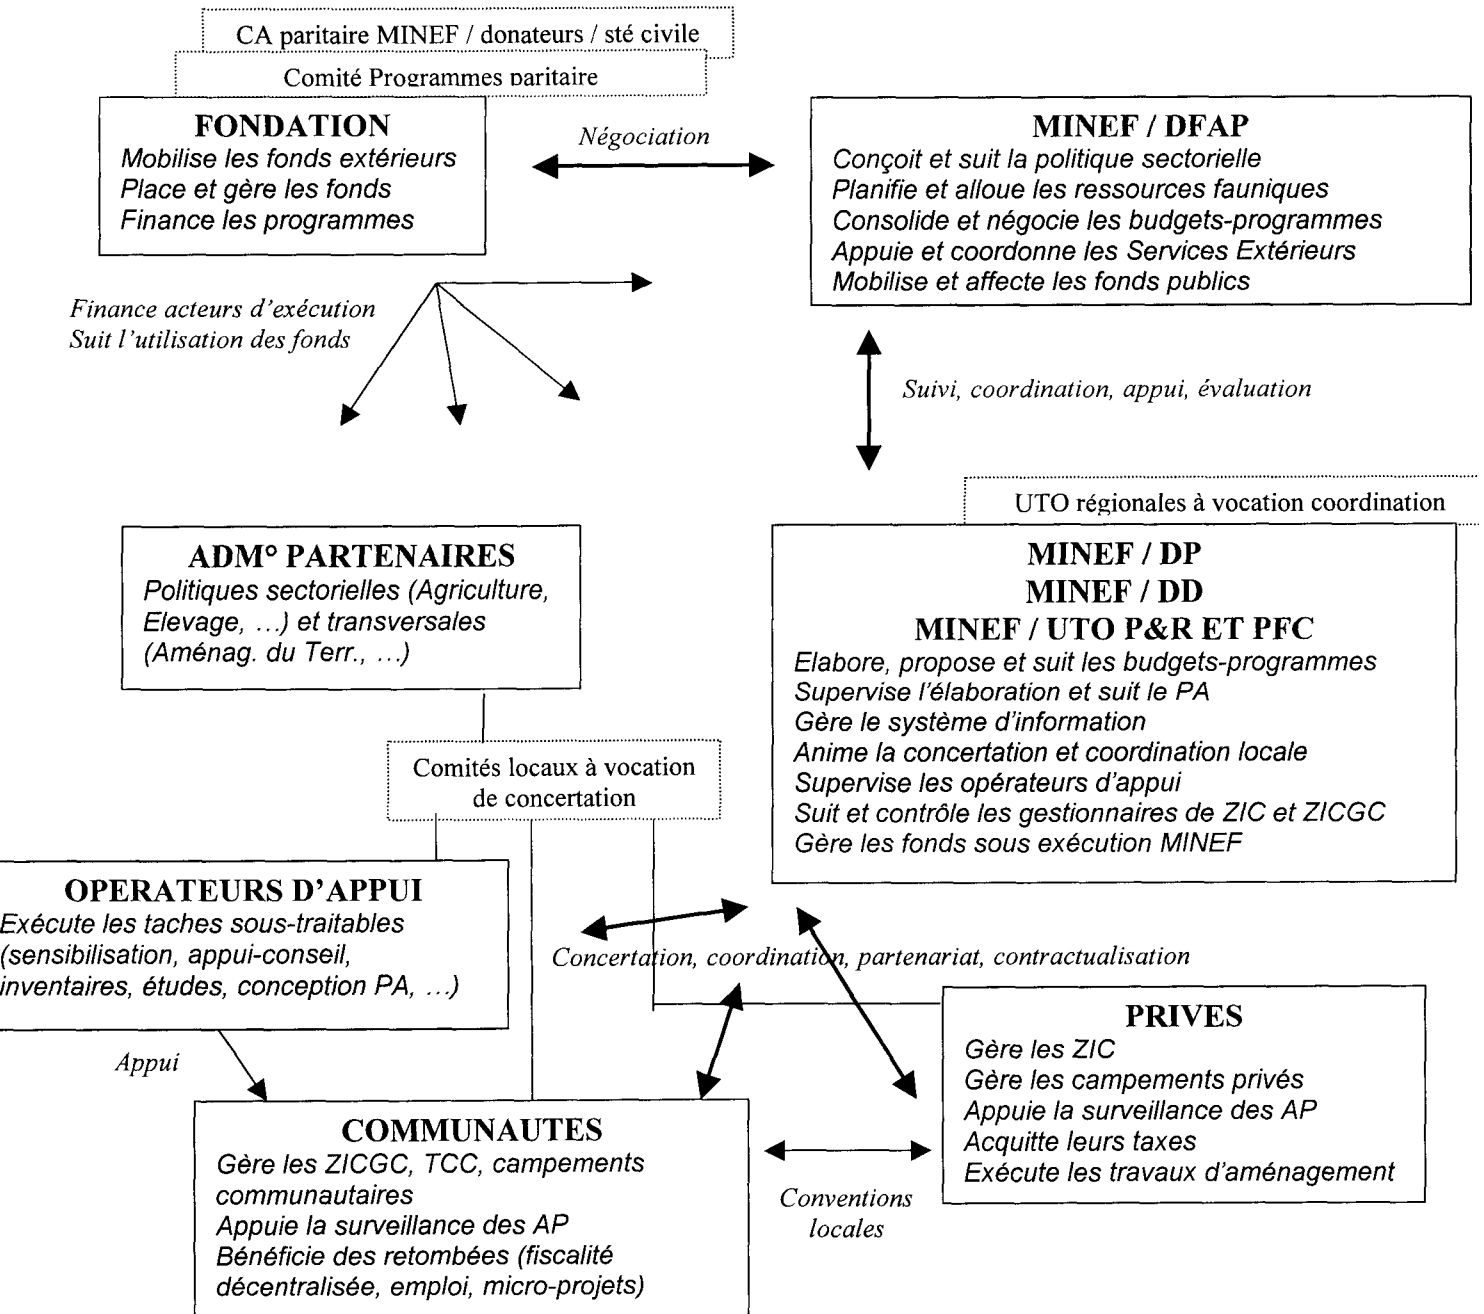 CA paritaire MINEF / donateurs / sté civile
Comité Programmes paritaire
FONDATION
Mobilise les fonds extérieurs
Place et gère les fonds
Finance les programmes
Négociation
MINEF / DFAP
Conçoit et suit la politique sectorielle
Planifie et alloue les ressources fauniques
Consolide et négocie les budgets-programmes
Appuie et coordonne les Services Extérieurs
Mobilise et affecte les fonds publics
Finance acteurs d'exécution
Suit l'utilisation des fonds
Suivi, coordination, appui, évaluation
UTO régionales à vocation coordination
ADM° PARTENAIRES
Politiques sectorielles (Agriculture,
Elevage, …) et transversales
(Aménag. du Terr., …)
MINEF / DP
MINEF / DD
MINEF / UTO P&R ET PFC
Elabore, propose et suit les budgets-programmes
Supervise l'élaboration et suit le PA
Gère le système d'information
Anime la concertation et coordination locale
Supervise les opérateurs d'appui
Suit et contrôle les gestionnaires de ZIC et ZICGC
Gère les fonds sous exécution MINEF
Comités locaux à vocation
de concertation
OPERATEURS D'APPUI
Exécute les taches sous-traitables
(sensibilisation, appui-conseil,
inventaires, études, conception PA, …)
Concertation, coordination, partenariat, contractualisation
Appui
PRIVES
Gère les ZIC
Gère les campements privés
Appuie la surveillance des AP
Acquitte leurs taxes
Exécute les travaux d'aménagement
COMMUNAUTES
Gère les ZICGC, TCC, campements
communautaires
Appuie la surveillance des AP
Bénéficie des retombées (fiscalité
décentralisée, emploi, micro-projets)
Conventions
locales